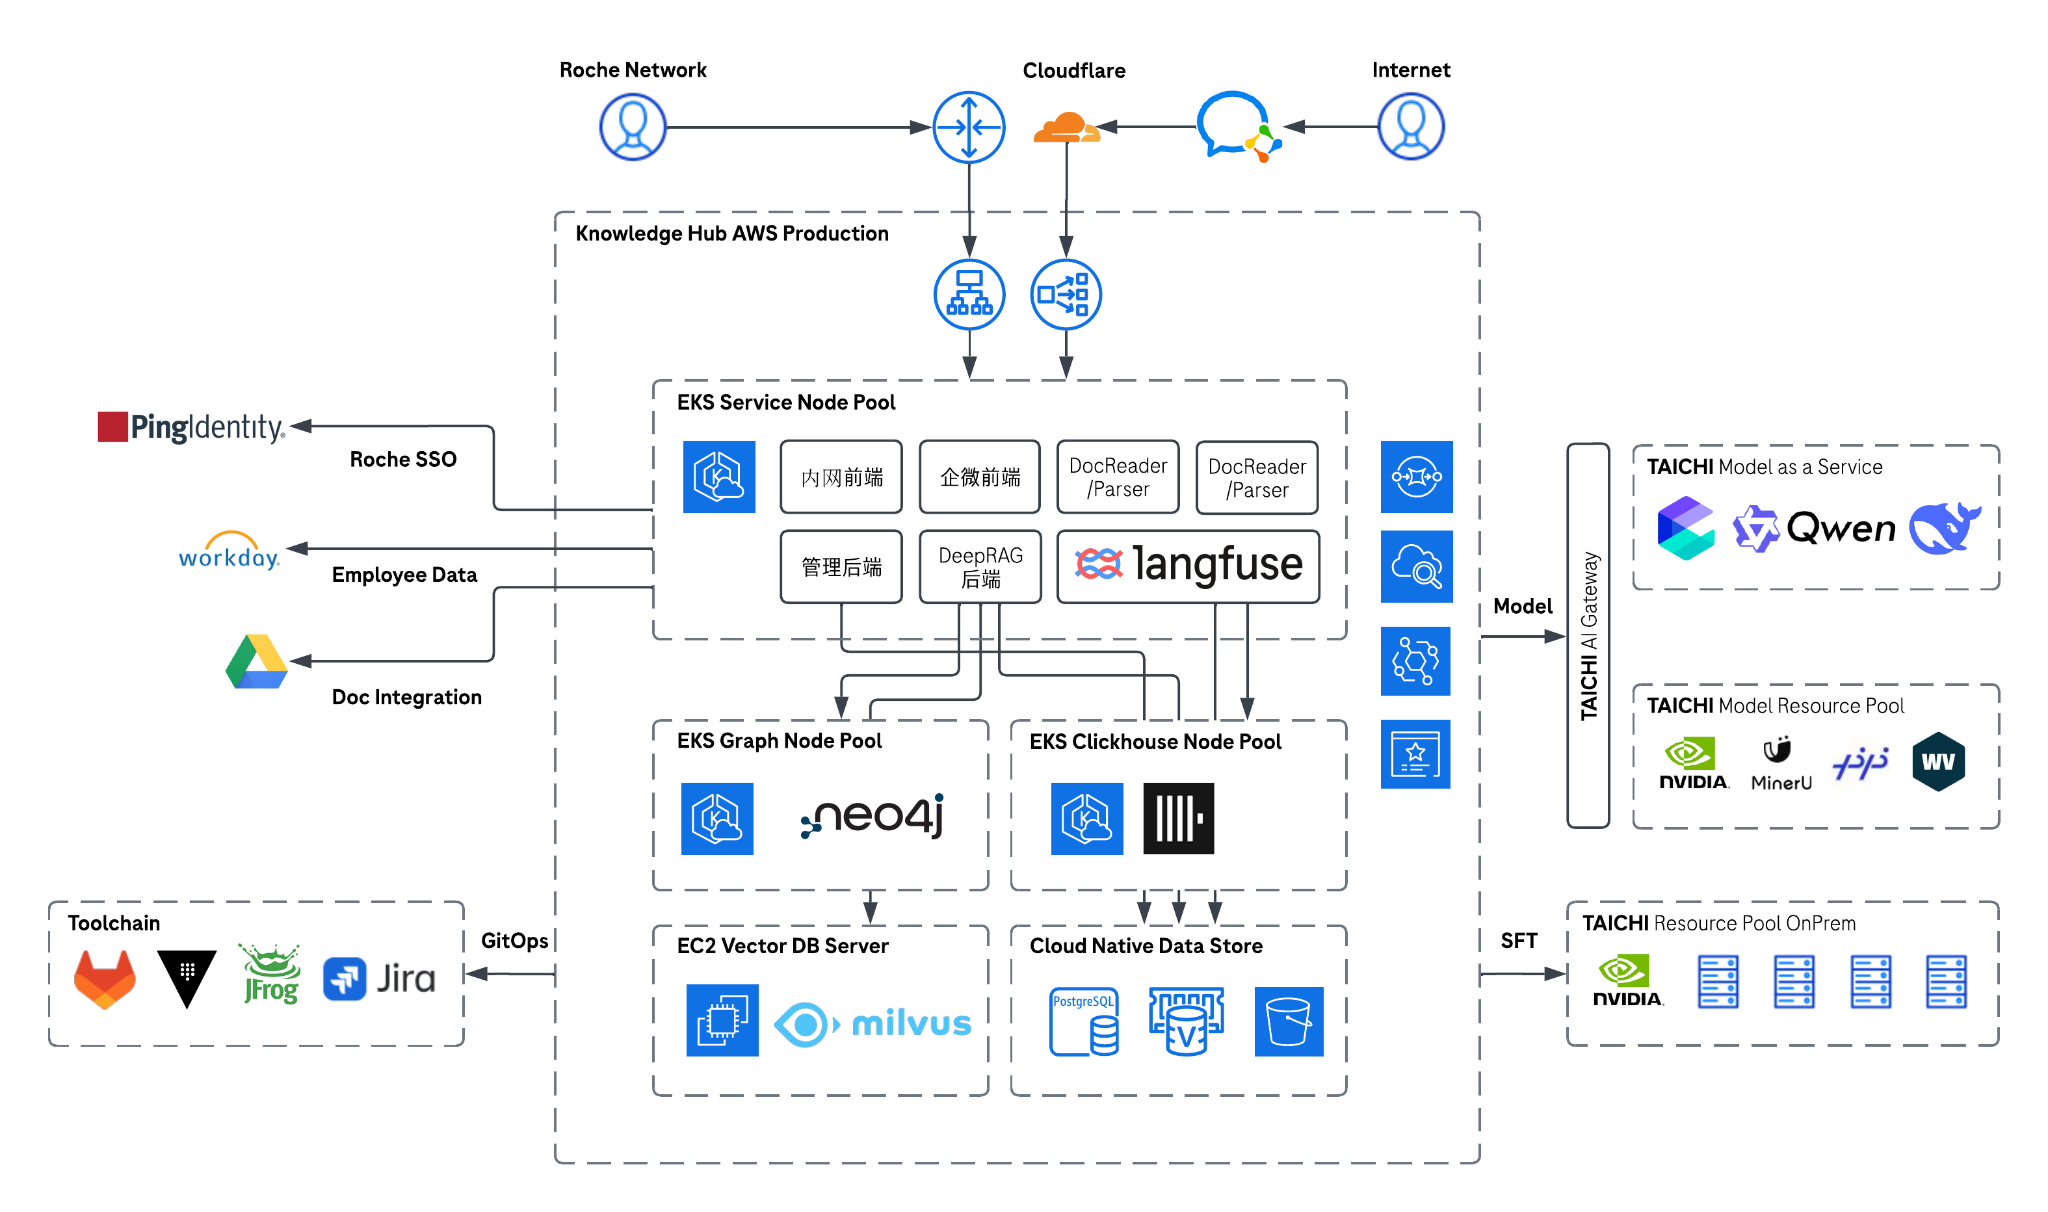 Roche Network
Cloudflare
Internet
Knowledge Hub AWS Production
EKS Service Node Pool
内网前端
企微前端
DocReader
/Parser
DocReader
/Parser
管理后端
DeepRAG
后端
langfuse
PingIdentity®
Roche SSO
workday®
Employee Data
Doc Integration
Model
TAICHI AI Gateway
TAICHI Model as a Service
Qwen
TAICHI Model Resource Pool
NVIDIA®
MinerU
WV
EKS Graph Node Pool
neo4j
EKS Clickhouse Node Pool
Toolchain
JFrog
Jira
GitOps
EC2 Vector DB Server
milvus
Cloud Native Data Store
PostgreSQL
V
SFT
TAICHI Resource Pool OnPrem
NVIDIA®